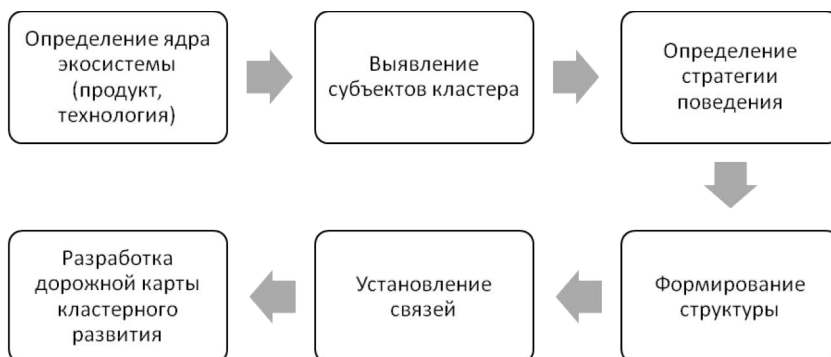 Определение ядра
экосистемы
(продукт,
технология)
Выявление
субъектов кластера
Определение
стратегии
поведения
Формирование
структуры
Установление
связей
Разработка
дорожной карты
кластерного
развития